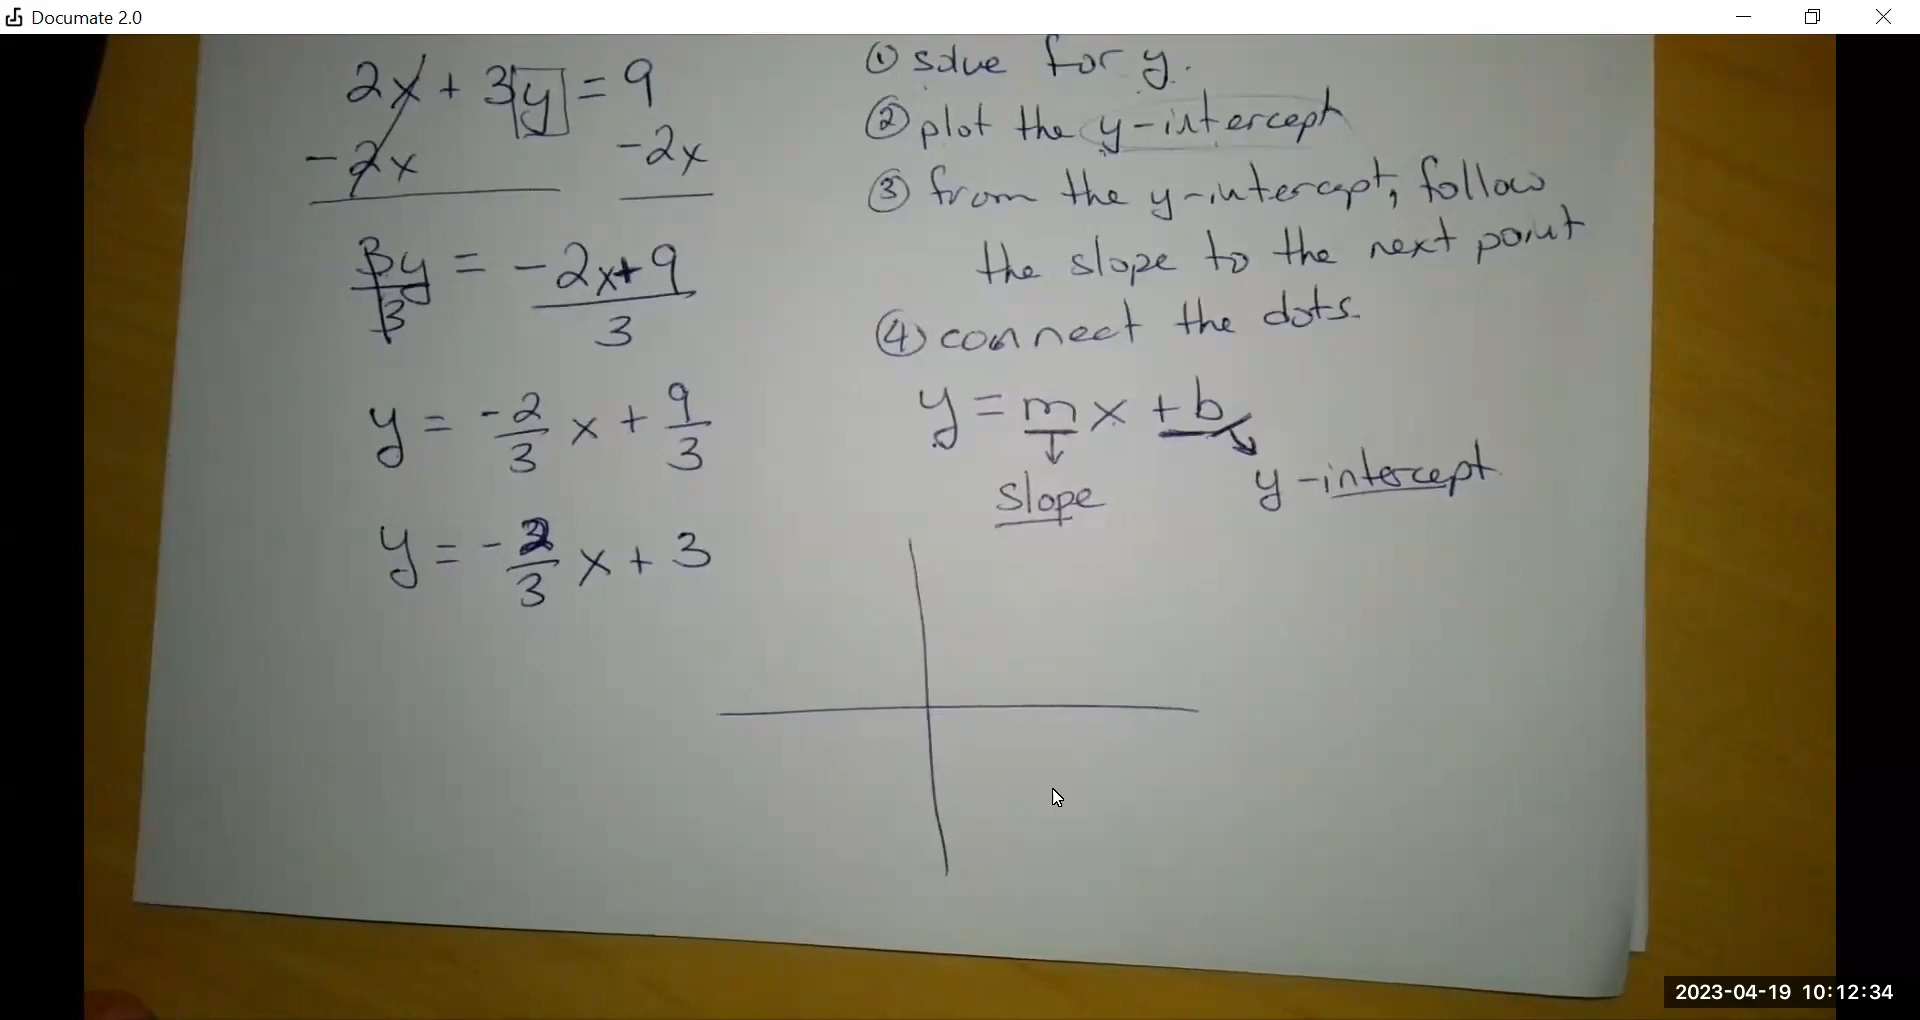 Documate 2.0
2x + 3y = 9
-2x -2x
3y = -2x+9
3 3
y = -2/3 x + 9/3
y = -2/3 x + 3
① solve for y.
② plot the y-intercept
③ from the y-intercept, follow
the slope to the next point
④ connect the dots.
y = mx + b
slope
y-intercept
2023-04-19 10:12:34